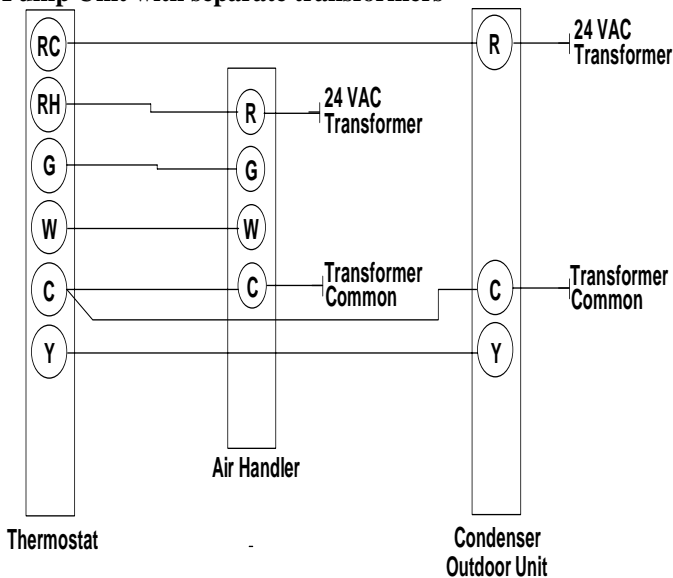 Pump Unit with separate transformers
RC
RH
G
W
C
Y
R
G
W
C
24 VAC
Transformer
Transformer
Common
R
C
Y
24 VAC
Transformer
Transformer
Common
Air Handler
Thermostat
-
Condenser
Outdoor Unit